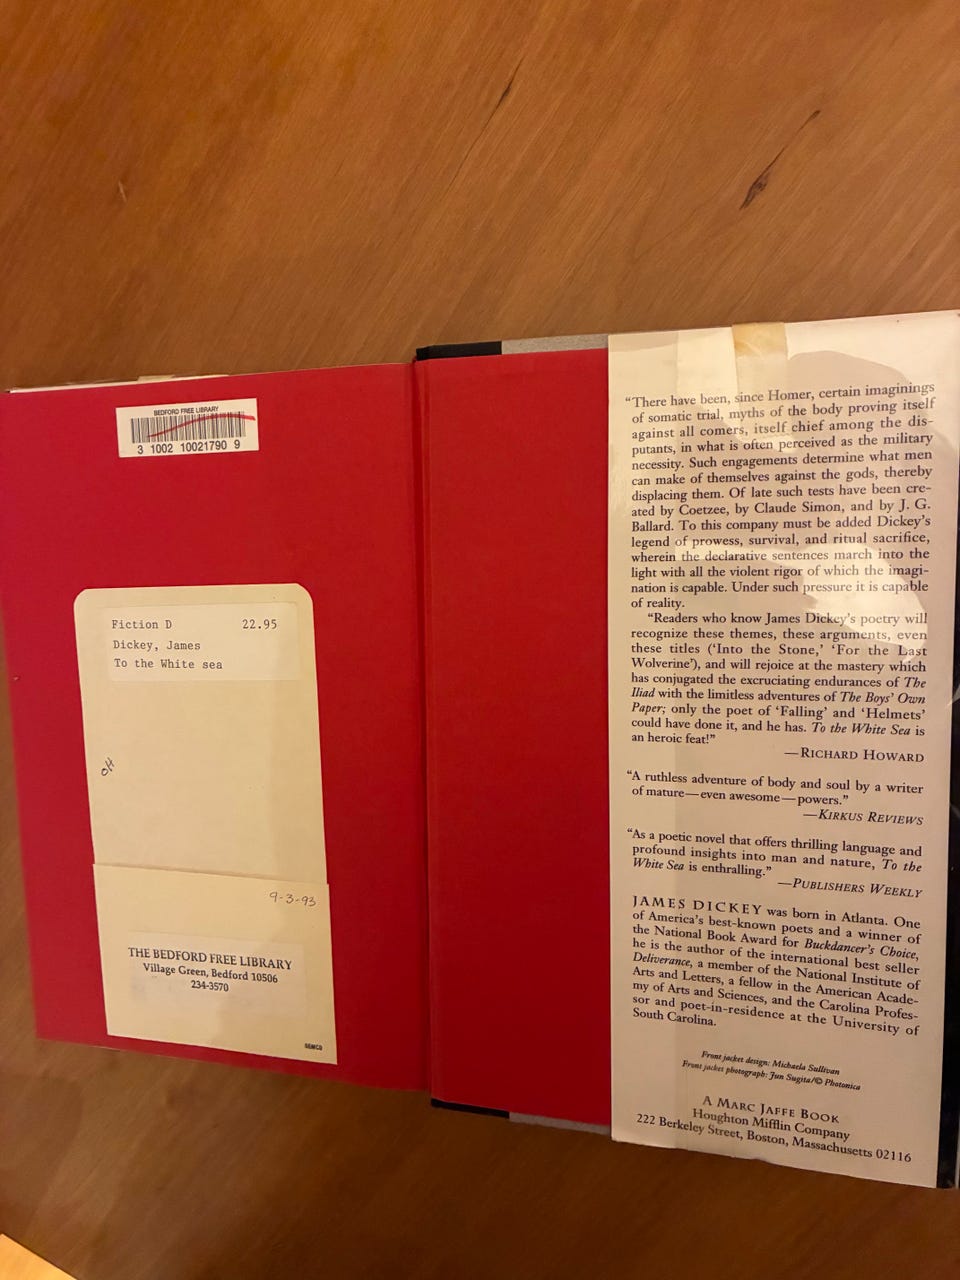 BEDFORD FREE LIBRARY
3 1002 10021790 9
Fiction D 22.95
Dickey, James
To the White sea
OH
9-3-93
THE BEDFORD FREE LIBRARY
Village Green, Bedford 10506
234-3570
GEMCO
“There have been, since Homer, certain imaginings
of somatic trial, myths of the body proving itself
against all comers, itself chief among the dis-
putants, in what is often perceived as the military
necessity. Such engagements determine what men
can make of themselves against the gods, thereby
displacing them. Of late such tests have been cre-
ated by Coetzee, by Claude Simon, and by J. G.
Ballard. To this company must be added Dickey’s
legend of prowess, survival, and ritual sacrifice,
wherein the declarative sentences march into the
light with all the violent rigor of which the imagi-
nation is capable. Under such pressure it is capable
of reality.
“Readers who know James Dickey’s poetry will
recognize these themes, these arguments, even
these titles (‘Into the Stone,’ ‘For the Last
Wolverine’), and will rejoice at the mastery which
has conjugated the excruciating endurances of The
Iliad with the limitless adventures of The Boys’ Own
Paper; only the poet of ‘Falling’ and ‘Helmets’
could have done it, and he has. To the White Sea is
an heroic feat!”
—RICHARD HOWARD
“A ruthless adventure of body and soul by a writer
of mature—even awesome—powers.”
—KIRKUS REVIEWS
“As a poetic novel that offers thrilling language and
profound insights into man and nature, To the
White Sea is enthralling.”
—PUBLISHERS WEEKLY
JAMES DICKEY was born in Atlanta. One
of America’s best-known poets and a winner of
the National Book Award for Buckdancer’s Choice,
he is the author of the international best seller
Deliverance, a member of the National Institute of
Arts and Letters, a fellow in the American Acade-
my of Arts and Sciences, and the Carolina Profes-
sor and poet-in-residence at the University of
South Carolina.
Front jacket design: Michaela Sullivan
Front jacket photograph: Jun Sugita/© Photonica
A MARC JAFFE BOOK
Houghton Mifflin Company
222 Berkeley Street, Boston, Massachusetts 02116